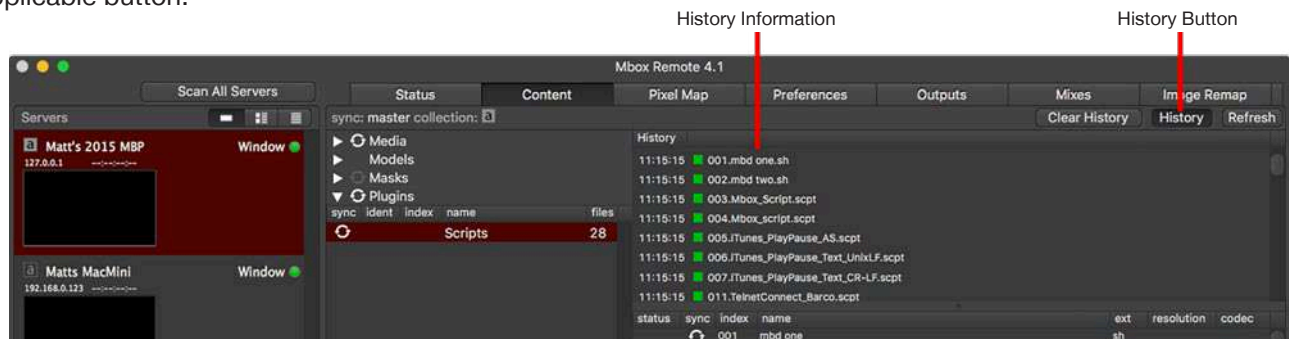 plicable button.
History Information
History Button
Mbox Remote 4.1
Scan All Servers
Status
Content
Pixel Map
Preferences
Outputs
Mixes
Image Remap
Servers
sync: master collection: a
Clear History
History
Refresh
a Matt's 2015 MBP
Window
127.0.0.1 --:--:--:--
Media
Models
Masks
Plugins
sync ident index name files
Scripts 28
History
11:15:15 001.mbd one.sh
11:15:15 002.mbd two.sh
11:15:15 003.Mbox_Script.scpt
11:15:15 004.Mbox_script.scpt
11:15:15 005.iTunes_PlayPause_AS.scpt
11:15:15 006.iTunes_PlayPause_Text_UnixLF.scpt
11:15:15 007.iTunes_PlayPause_Text_CR-LF.scpt
11:15:15 011.TelnetConnect_Barco.scpt
a Matts MacMini
Window
192.168.0.123 --:--:--:--
status sync index name ext resolution codec
001 mbd one sh